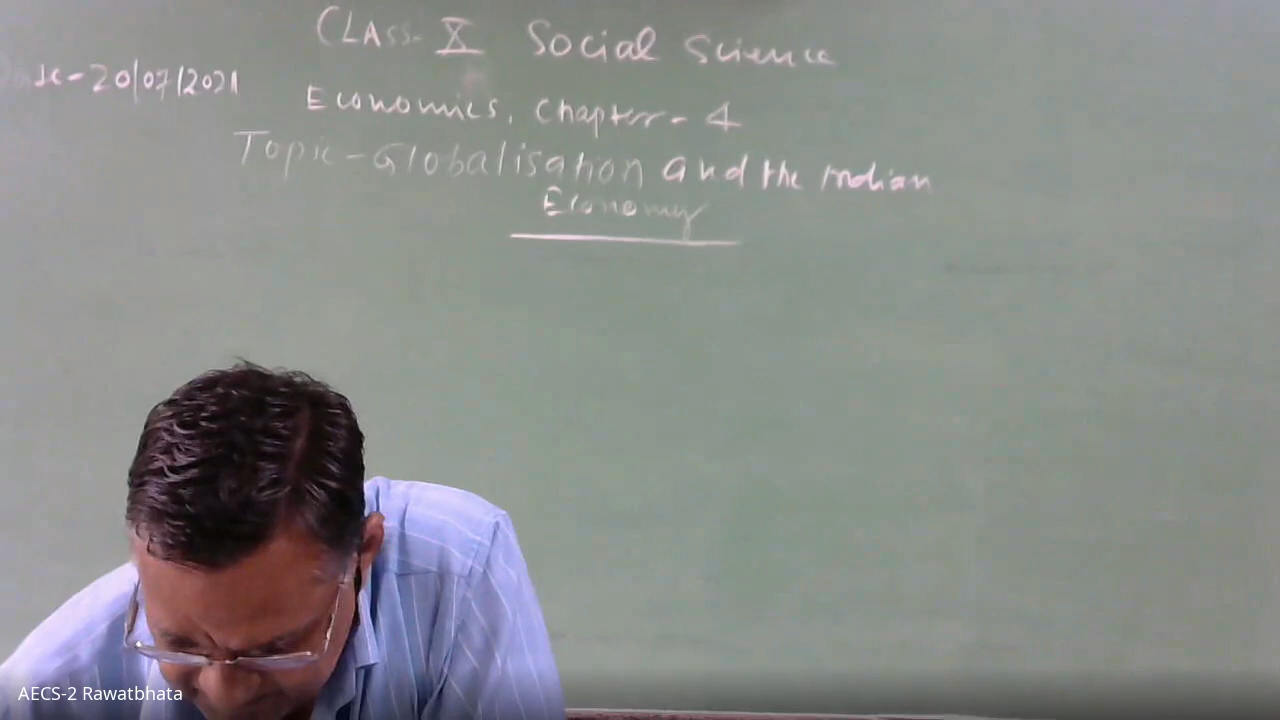 CLASS- X Social Science
Date-20/07/2021
Economics, Chapter- 4
Topic-Globalisation and the Indian
Economy
AECS-2 Rawatbhata